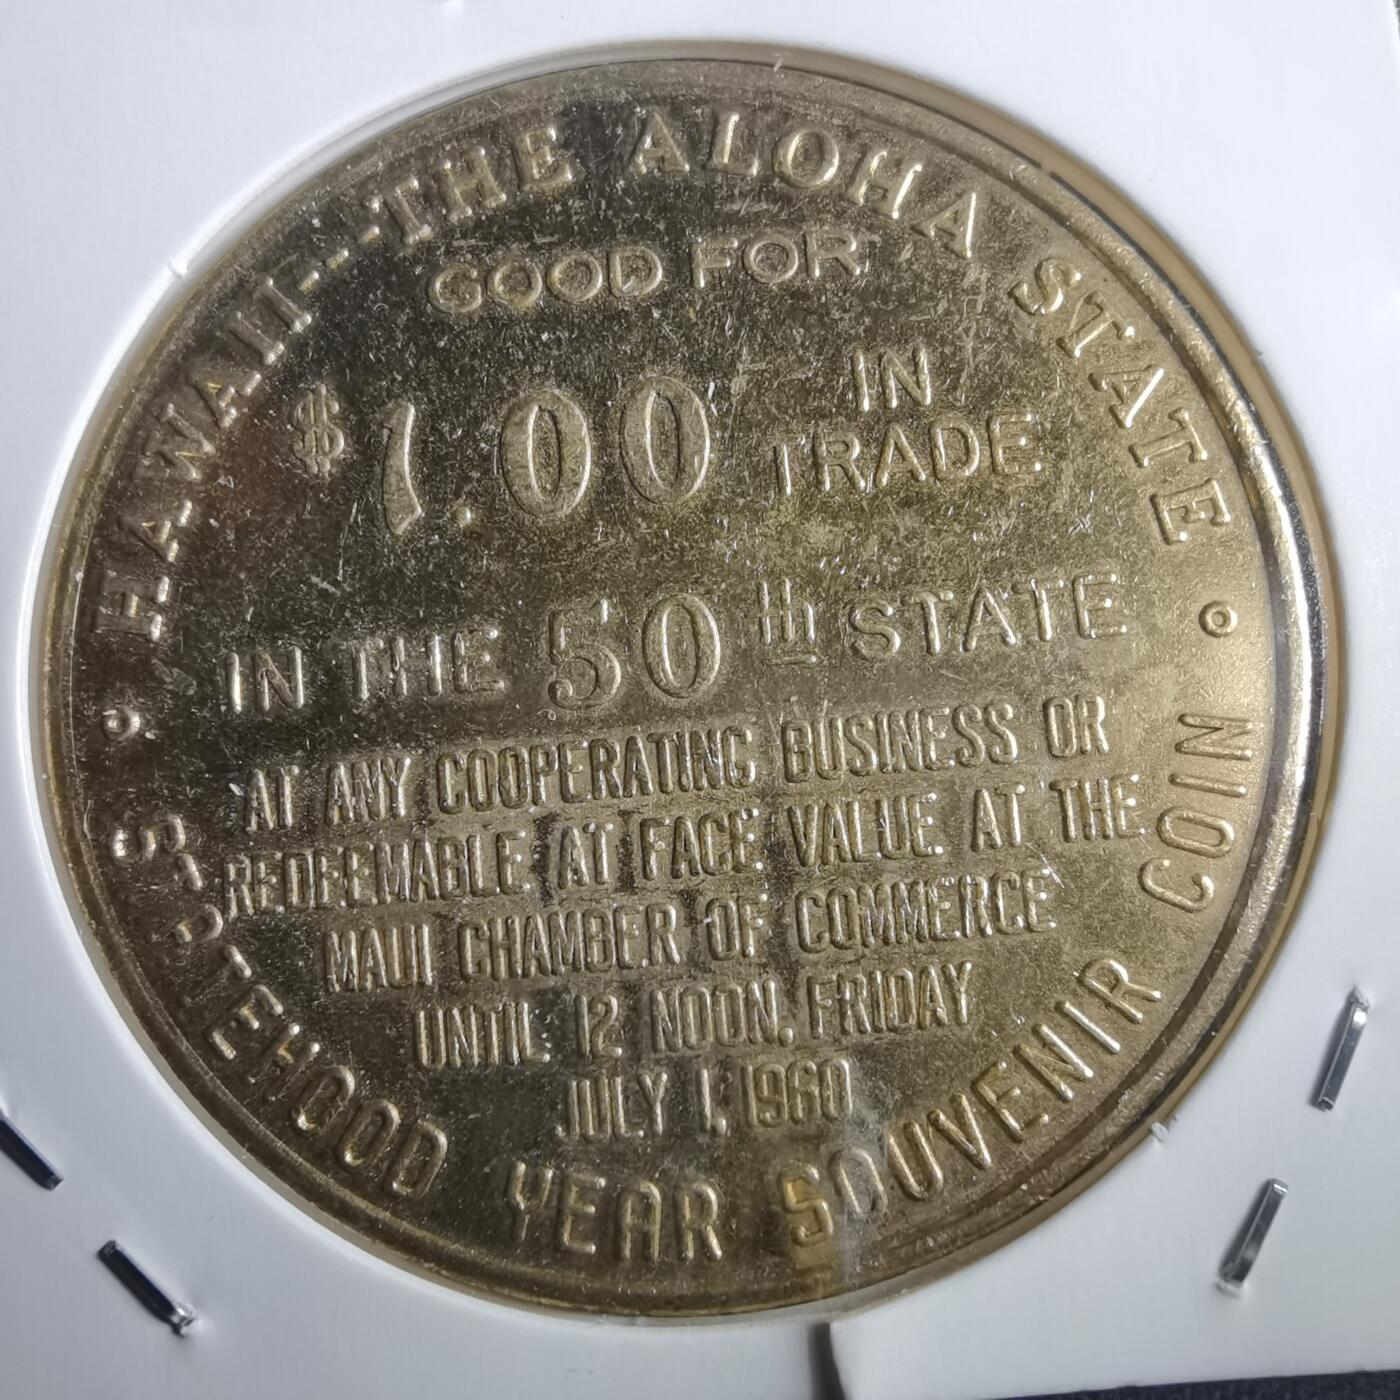 HAWAII--THE ALOHA STATE
GOOD FOR
$1.00 IN TRADE
IN THE 50th STATE
AT ANY COOPERATING BUSINESS OR
REDEEMABLE AT FACE VALUE AT THE
MAUI CHAMBER OF COMMERCE
UNTIL 12 NOON, FRIDAY
JULY 1, 1960
STATEHOOD YEAR SOUVENIR COIN